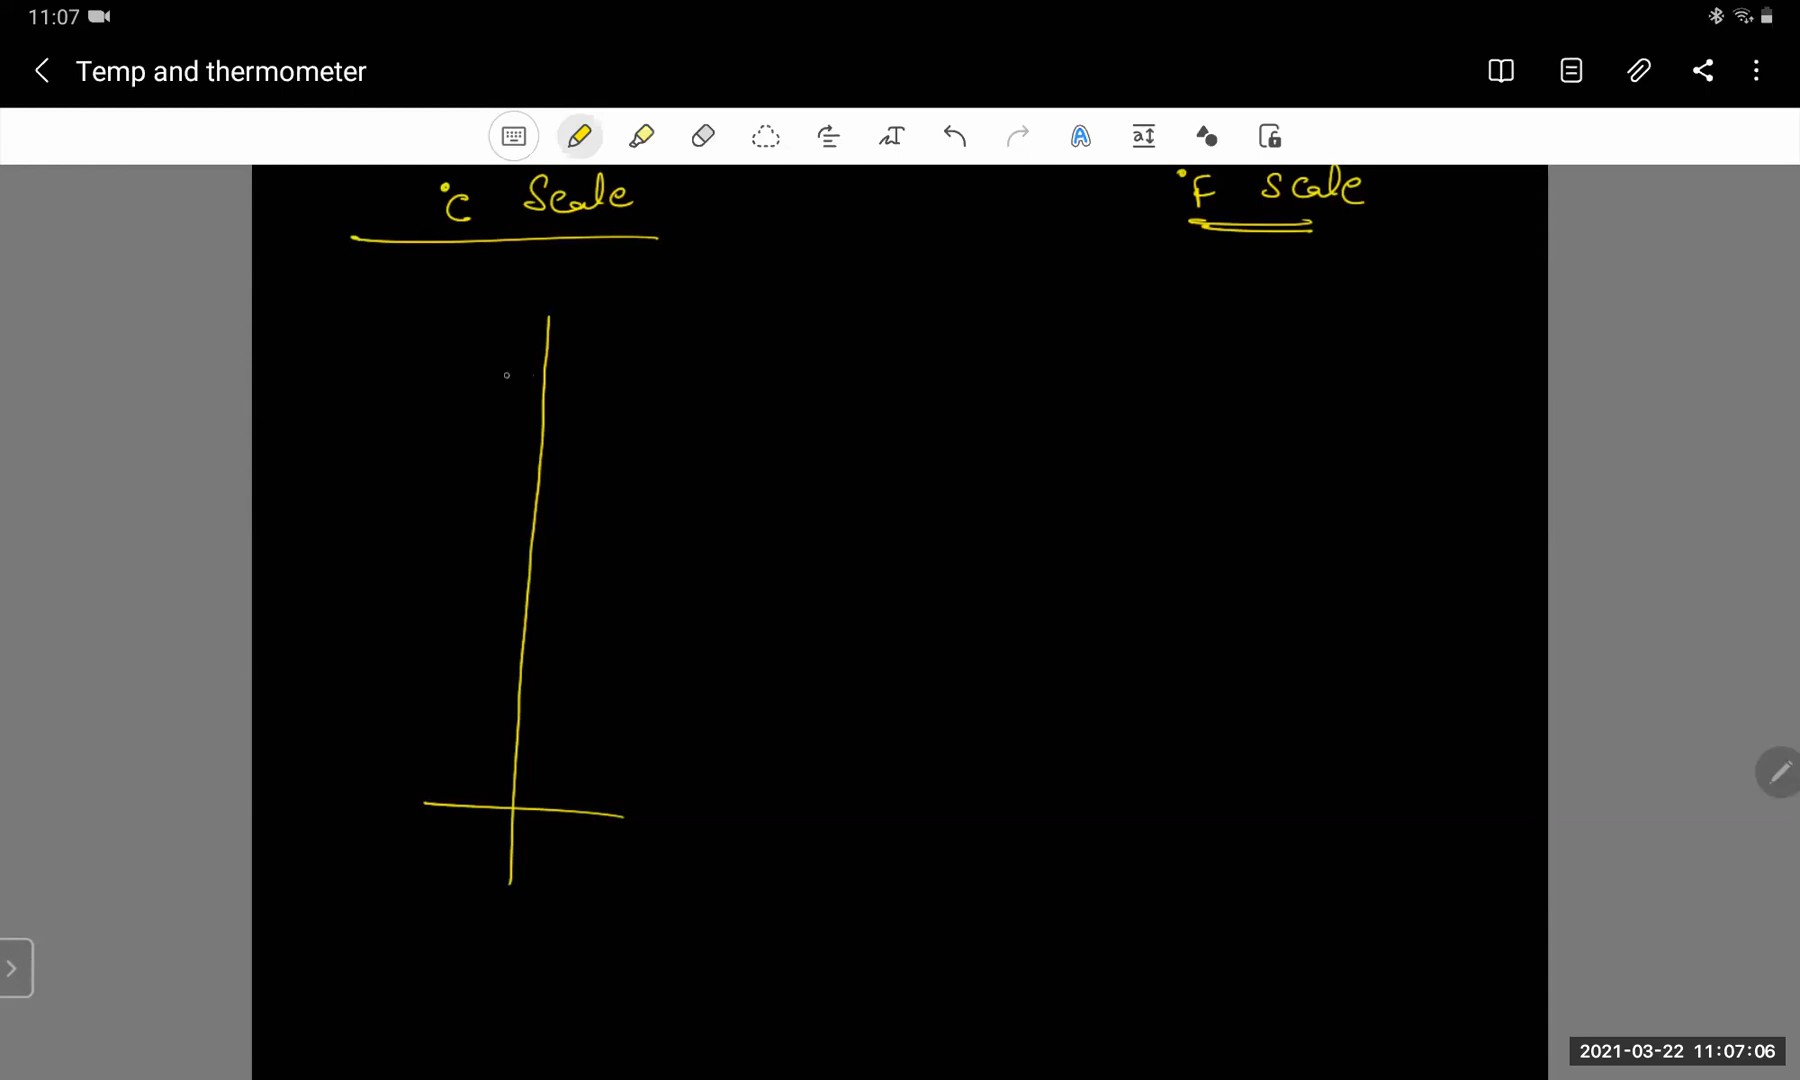 11:07
Temp and thermometer
°C Scale
°F Scale
2021-03-22 11:07:06